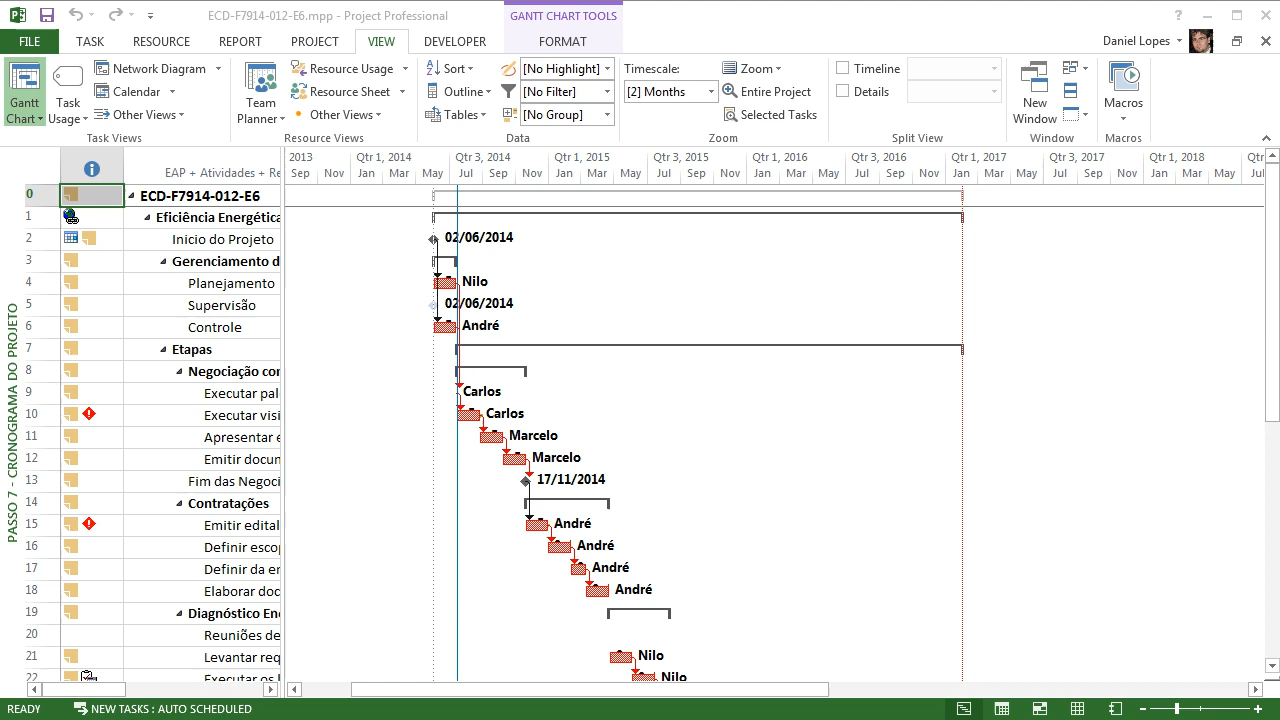 ECD-F7914-012-E6.mpp - Project Professional
GANTT CHART TOOLS
FILE TASK RESOURCE REPORT PROJECT VIEW DEVELOPER FORMAT
Daniel Lopes
Gantt Chart
Task Usage
Network Diagram
Calendar
Other Views
Task Views
Team Planner
Resource Usage
Resource Sheet
Other Views
Resource Views
Sort
Outline
Tables
[No Highlight]
[No Filter]
[No Group]
Data
Timescale:
[2] Months
Zoom
Entire Project
Selected Tasks
Zoom
Timeline
Details
Split View
New Window
Window
Macros
Macros
2013 Qtr 1, 2014 Qtr 3, 2014 Qtr 1, 2015 Qtr 3, 2015 Qtr 1, 2016 Qtr 3, 2016 Qtr 1, 2017 Qtr 3, 2017 Qtr 1, 2018 Qtr
EAP + Atividades + Re
Sep Nov Jan Mar May Jul Sep Nov Jan Mar May Jul Sep Nov Jan Mar May Jul Sep Nov Jan Mar May Jul Sep Nov Jan Mar May Jul
PASSO 7 - CRONOGRAMA DO PROJETO
0 ECD-F7914-012-E6
1 Eficiência Energética
2 Inicio do Projeto 02/06/2014
3 Gerenciamento d
4 Planejamento Nilo
5 Supervisão 02/06/2014
6 Controle André
7 Etapas
8 Negociação con
9 Executar pal Carlos
10 Executar visi Carlos
11 Apresentar e Marcelo
12 Emitir docun Marcelo
13 Fim das Negoci 17/11/2014
14 Contratações
15 Emitir edital André
16 Definir escop André
17 Definir da en André
18 Elaborar doc André
19 Diagnóstico Ene
20 Reuniões de
21 Levantar req Nilo
22 Executar os l Nilo
READY NEW TASKS : AUTO SCHEDULED